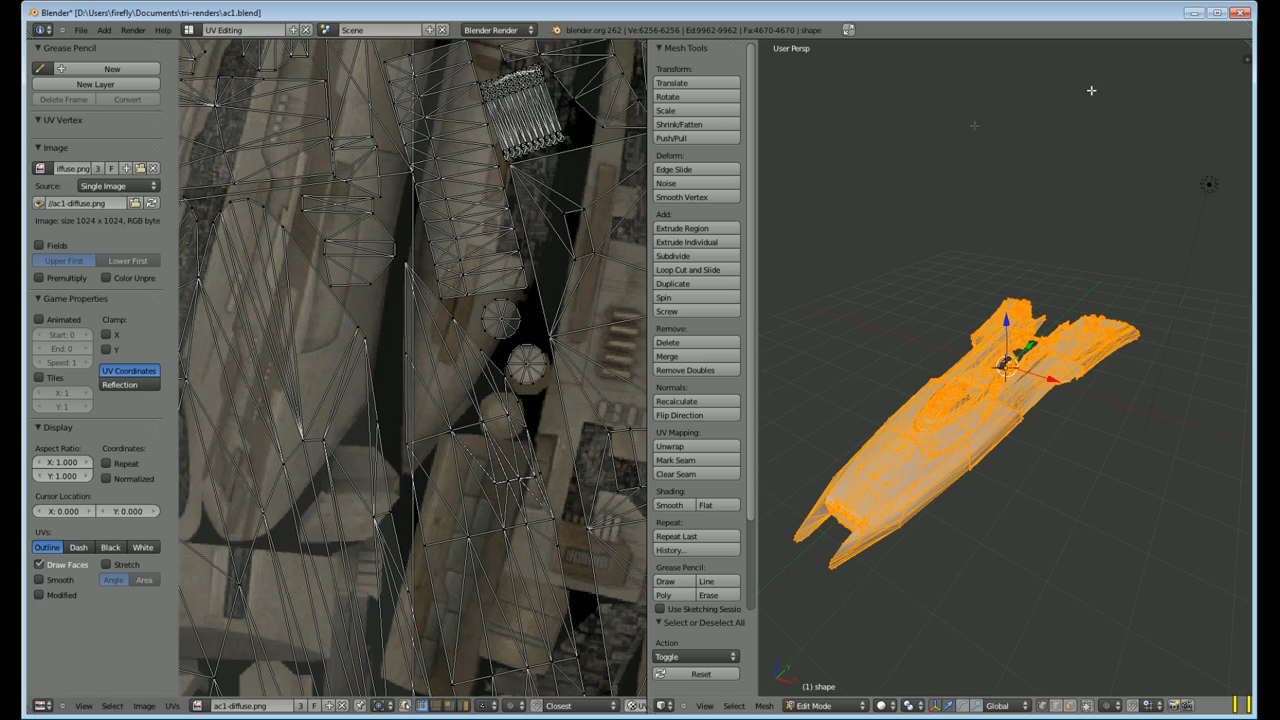 Blender* [D:\Users\firefly\Documents\tri-renders\ac1.blend]
File Add Render Help UV Editing Scene Blender Render blender.org 262 | Ve:6256-6256 | Ed:9962-9962 | Fa:4670-4670 | shape
Grease Pencil
New
New Layer
Delete Frame Convert
UV Vertex
Image
iffuse.png 3 F
Source: Single Image
//ac1-diffuse.png
Image: size 1024 x 1024, RGB byte
Fields
Upper First Lower First
Premultiply Color Unpre
Game Properties
Animated Clamp:
Start: 0 X
End: 0 Y
Speed: 1 UV Coordinates
Tiles Reflection
X: 1
Y: 1
Display
Aspect Ratio: Coordinates:
X: 1.000 Repeat
Y: 1.000 Normalized
Cursor Location:
X: 0.000 Y: 0.000
UVs:
Outline Dash Black White
Draw Faces Stretch
Smooth Angle Area
Modified
View Select Image UVs ac1-diffuse.png 3 F Closest UV
Mesh Tools
Transform:
Translate
Rotate
Scale
Shrink/Fatten
Push/Pull
Deform:
Edge Slide
Noise
Smooth Vertex
Add:
Extrude Region
Extrude Individual
Subdivide
Loop Cut and Slide
Duplicate
Spin
Screw
Remove:
Delete
Merge
Remove Doubles
Normals:
Recalculate
Flip Direction
UV Mapping:
Unwrap
Mark Seam
Clear Seam
Shading:
Smooth Flat
Repeat:
Repeat Last
History...
Grease Pencil:
Draw Line
Poly Erase
Use Sketching Sessio
Select or Deselect All
Action
Toggle
Reset
User Persp
(1) shape
View Select Mesh Edit Mode Global